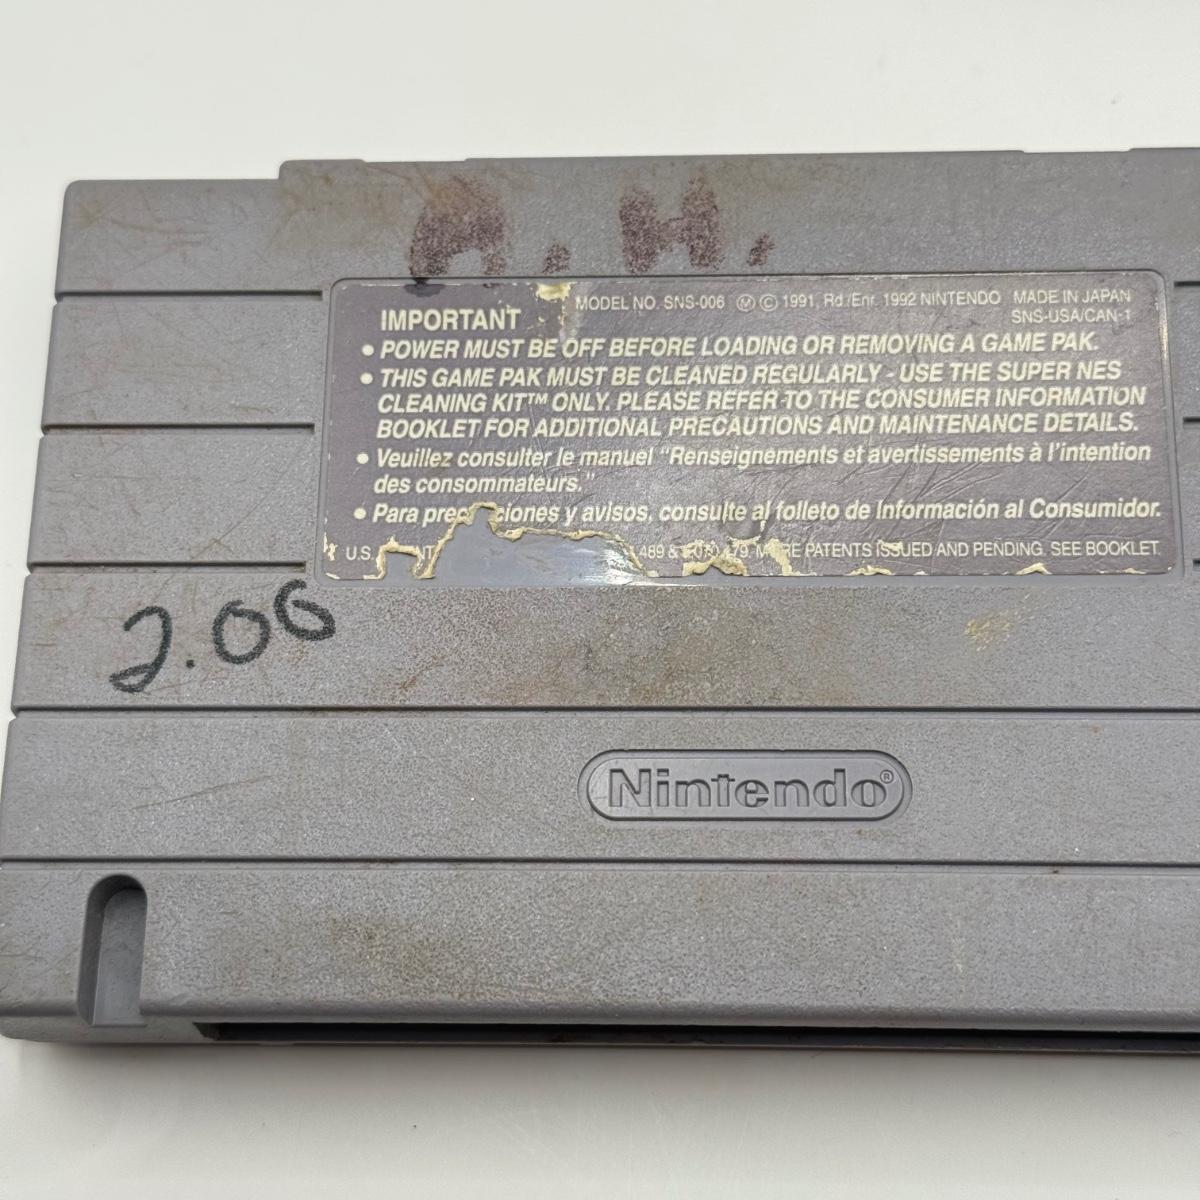 A. H.
MODEL NO. SNS-006 Ⓜ © 1991, Rd./Enr. 1992 NINTENDO MADE IN JAPAN
IMPORTANT SNS-USA/CAN-1
• POWER MUST BE OFF BEFORE LOADING OR REMOVING A GAME PAK.
• THIS GAME PAK MUST BE CLEANED REGULARLY - USE THE SUPER NES
CLEANING KIT™ ONLY. PLEASE REFER TO THE CONSUMER INFORMATION
BOOKLET FOR ADDITIONAL PRECAUTIONS AND MAINTENANCE DETAILS.
• Veuillez consulter le manuel "Renseignements et avertissements à l'intention
des consommateurs."
• Para y avisos, consulte al folleto de Información al Consumidor.
U.S. 489 & PATENTS ISSUED AND PENDING. SEE BOOKLET.
2.00
Nintendo®